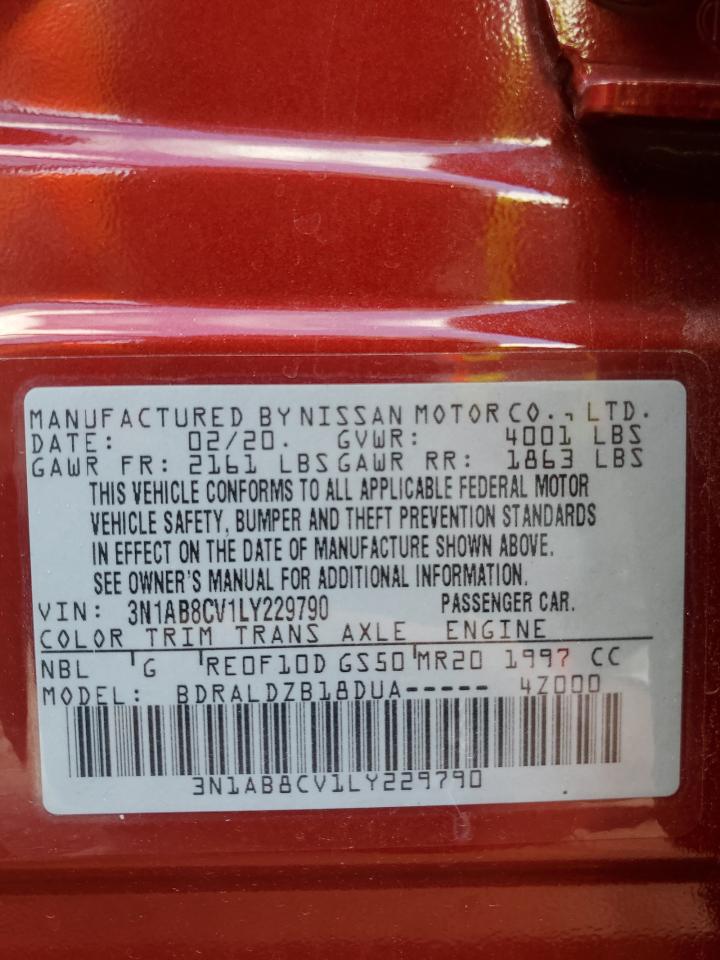 MANUFACTURED BY NISSAN MOTOR CO., LTD.
DATE: 02/20. GVWR: 4001 LBS
GAWR FR: 2161 LBS GAWR RR: 1863 LBS
THIS VEHICLE CONFORMS TO ALL APPLICABLE FEDERAL MOTOR
VEHICLE SAFETY, BUMPER AND THEFT PREVENTION STANDARDS
IN EFFECT ON THE DATE OF MANUFACTURE SHOWN ABOVE.
SEE OWNER'S MANUAL FOR ADDITIONAL INFORMATION.
VIN: 3N1AB8CV1LY229790 PASSENGER CAR.
COLOR TRIM TRANS AXLE ENGINE
NBL G RE0F10D GS50 MR20 1997 CC
MODEL: BDRALDZB18DUA----- 4Z000
3N1AB8CV1LY229790